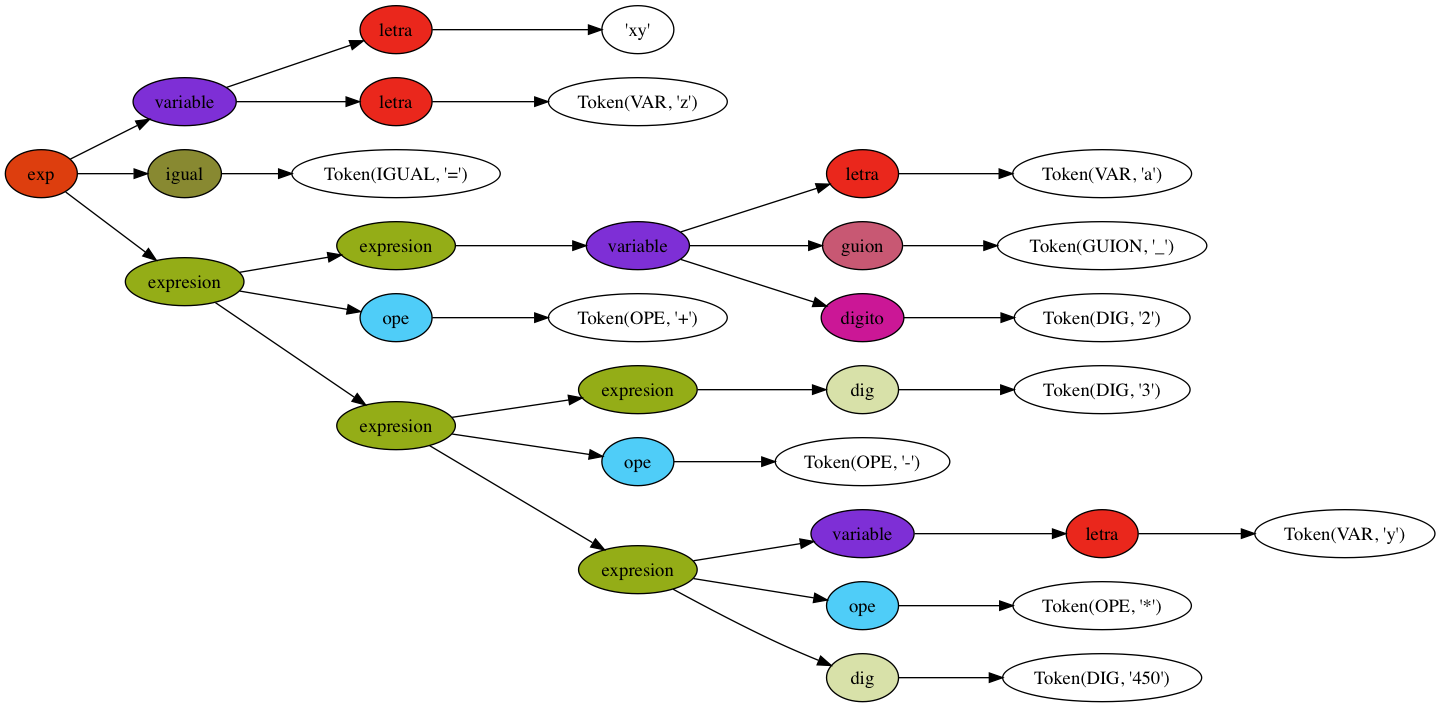 letra
'xy'
variable
letra
Token(VAR, 'z')
exp
igual
Token(IGUAL, '=')
letra
Token(VAR, 'a')
expresion
variable
guion
Token(GUION, '_')
expresion
ope
Token(OPE, '+')
digito
Token(DIG, '2')
expresion
dig
Token(DIG, '3')
expresion
ope
Token(OPE, '-')
variable
letra
Token(VAR, 'y')
expresion
ope
Token(OPE, '*')
dig
Token(DIG, '450')